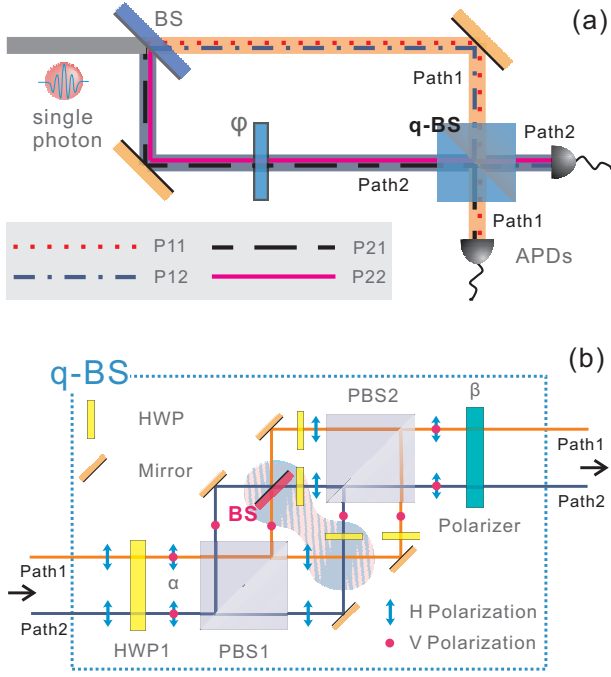 (a)
BS
Path1
single
photon
φ
q-BS
Path2
Path2
Path1
APDs
P11
P21
P12
P22
(b)
q-BS
PBS2
β
HWP
Path1
Mirror
BS
Path2
Polarizer
Path1
α
Path2
H Polarization
HWP1
PBS1
V Polarization